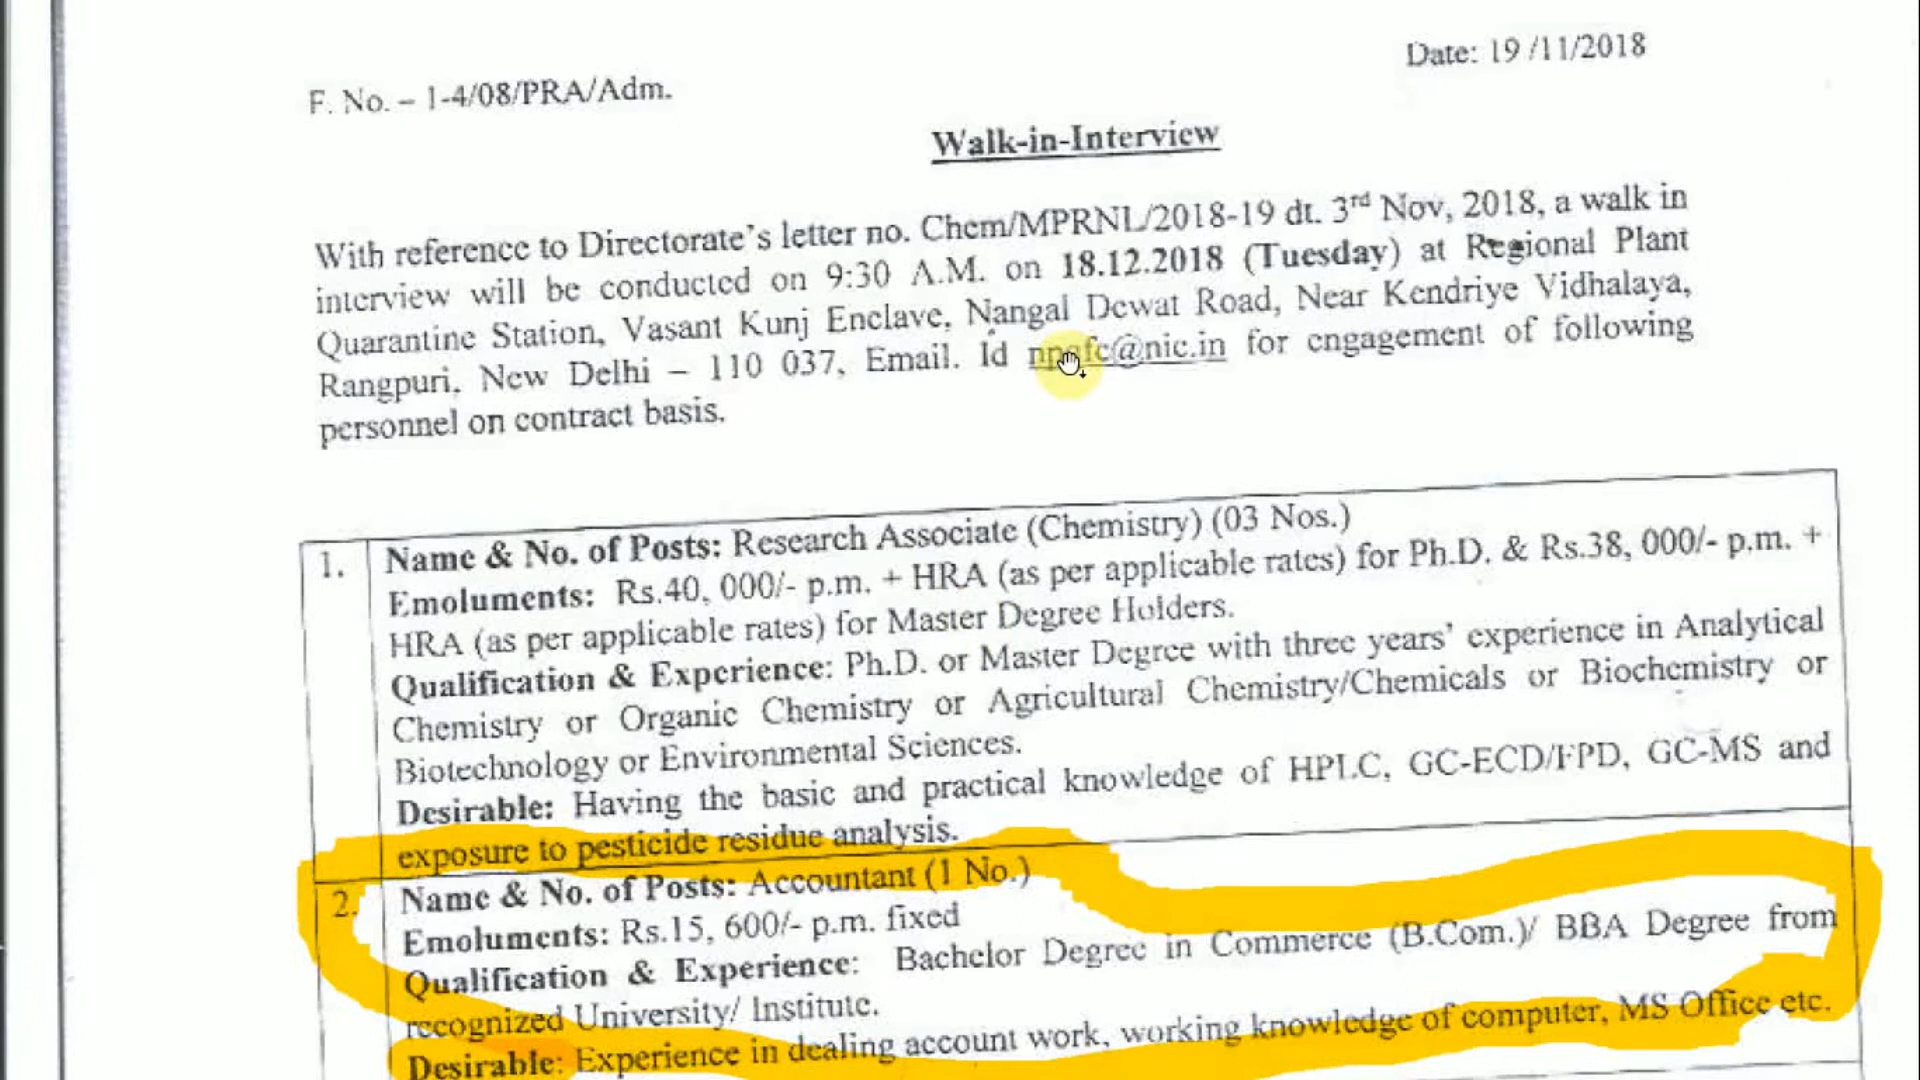 Date: 19 /11/2018
F. No. – 1-4/08/PRA/Adm.
Walk-in-Interview
With reference to Directorate's letter no. Chem/MPRNL/2018-19 dt. 3rd Nov, 2018, a walk in
interview will be conducted on 9:30 A.M. on 18.12.2018 (Tuesday) at Regional Plant
Quarantine Station, Vasant Kunj Enclave, Nangal Dewat Road, Near Kendriye Vidhalaya,
Rangpuri, New Delhi – 110 037, Email. Id @nic.in for engagement of following
personnel on contract basis.
1. Name & No. of Posts: Research Associate (Chemistry) (03 Nos.)
Emoluments: Rs.40, 000/- p.m. + HRA (as per applicable rates) for Ph.D. & Rs.38, 000/- p.m. +
HRA (as per applicable rates) for Master Degree Holders.
Qualification & Experience: Ph.D. or Master Degree with three years' experience in Analytical
Chemistry or Organic Chemistry or Agricultural Chemistry/Chemicals or Biochemistry or
Biotechnology or Environmental Sciences.
Desirable: Having the basic and practical knowledge of HPLC, GC-ECD/FPD, GC-MS and
exposure to pesticide residue analysis.
2. Name & No. of Posts: Accountant (1 No.)
Emoluments: Rs.15, 600/- p.m. fixed
Qualification & Experience: Bachelor Degree in Commerce (B.Com.)/ BBA Degree from
recognized University/ Institute.
Desirable: Experience in dealing account work, working knowledge of computer, MS Office etc.